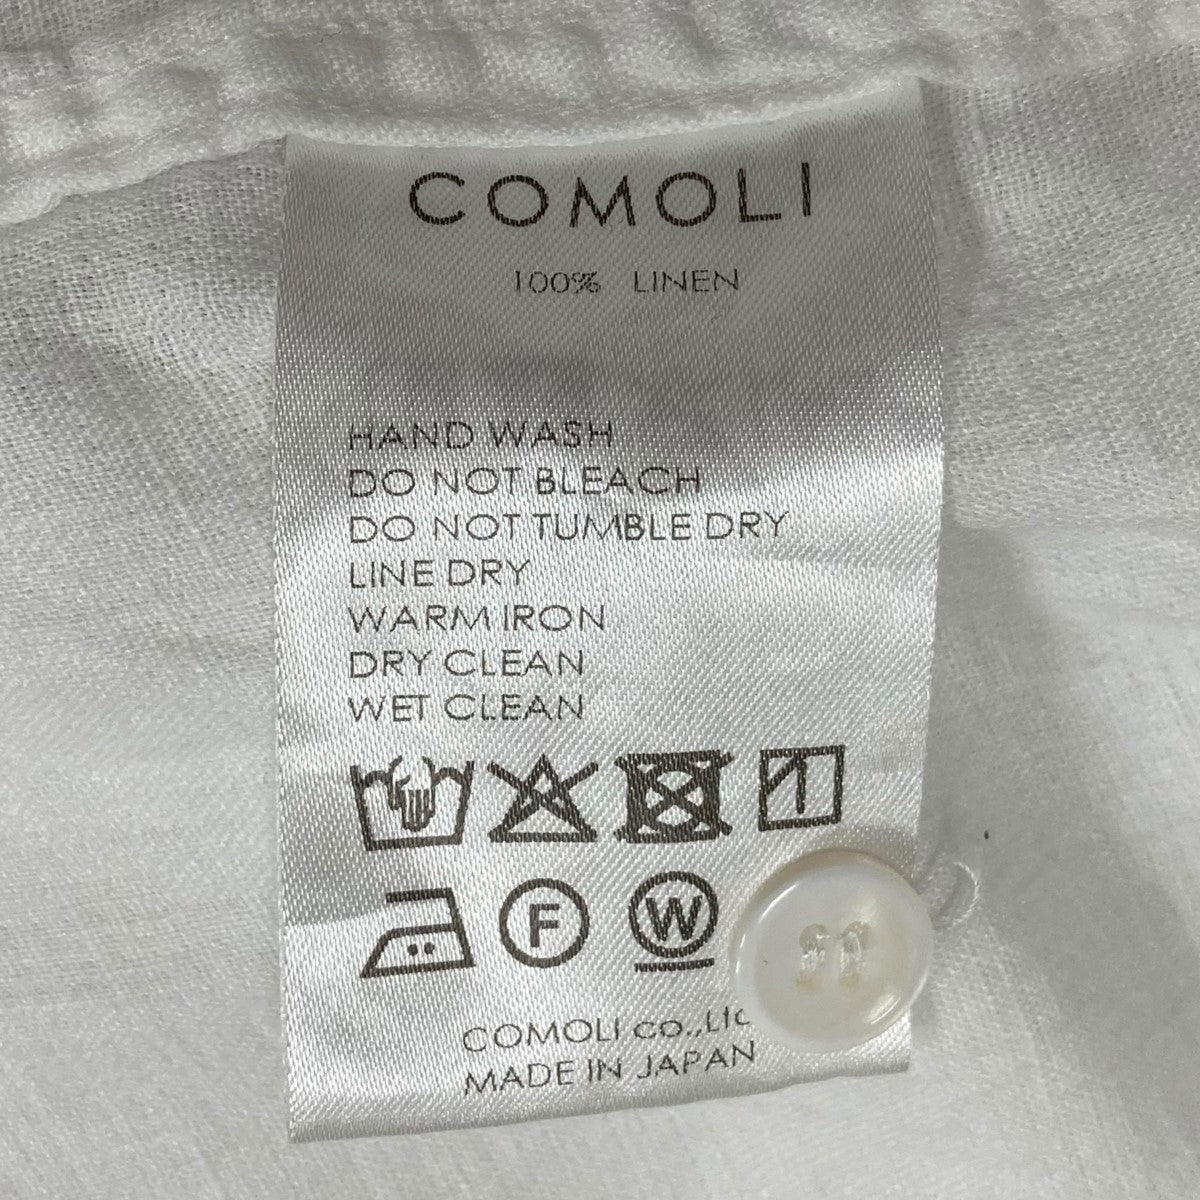 COMOLI
100% LINEN
HAND WASH
DO NOT BLEACH
DO NOT TUMBLE DRY
LINE DRY
WARM IRON
DRY CLEAN
WET CLEAN
F W
COMOLI co.,Ltd
MADE IN JAPAN